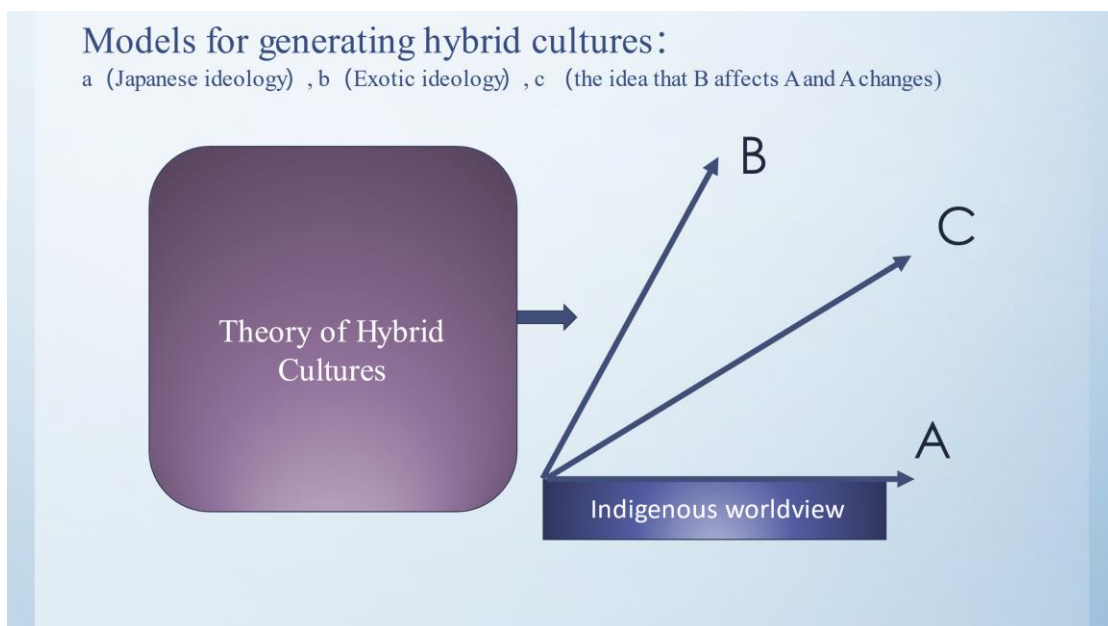 Models for generating hybrid cultures：
a（Japanese ideology）, b（Exotic ideology）, c （the idea that B affects A and A changes）
B
C
Theory of Hybrid
Cultures
A
Indigenous worldview